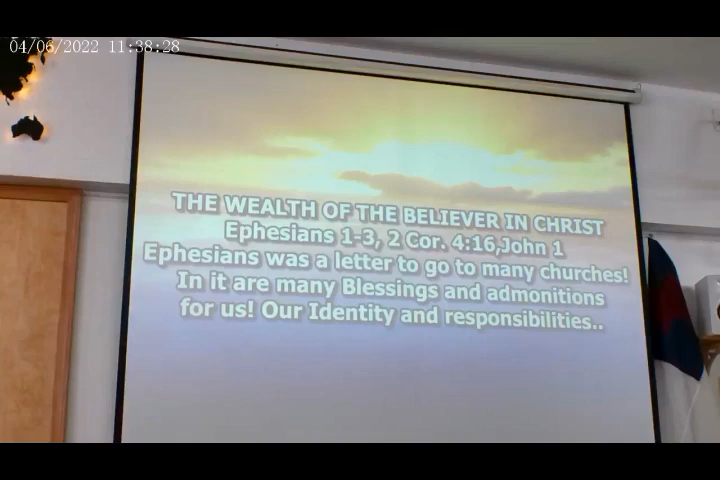 04/06/2022 11:38:28
THE WEALTH OF THE BELIEVER IN CHRIST
Ephesians 1-3, 2 Cor. 4:16,John 1
Ephesians was a letter to go to many churches!
In it are many Blessings and admonitions
for us! Our Identity and responsibilities..